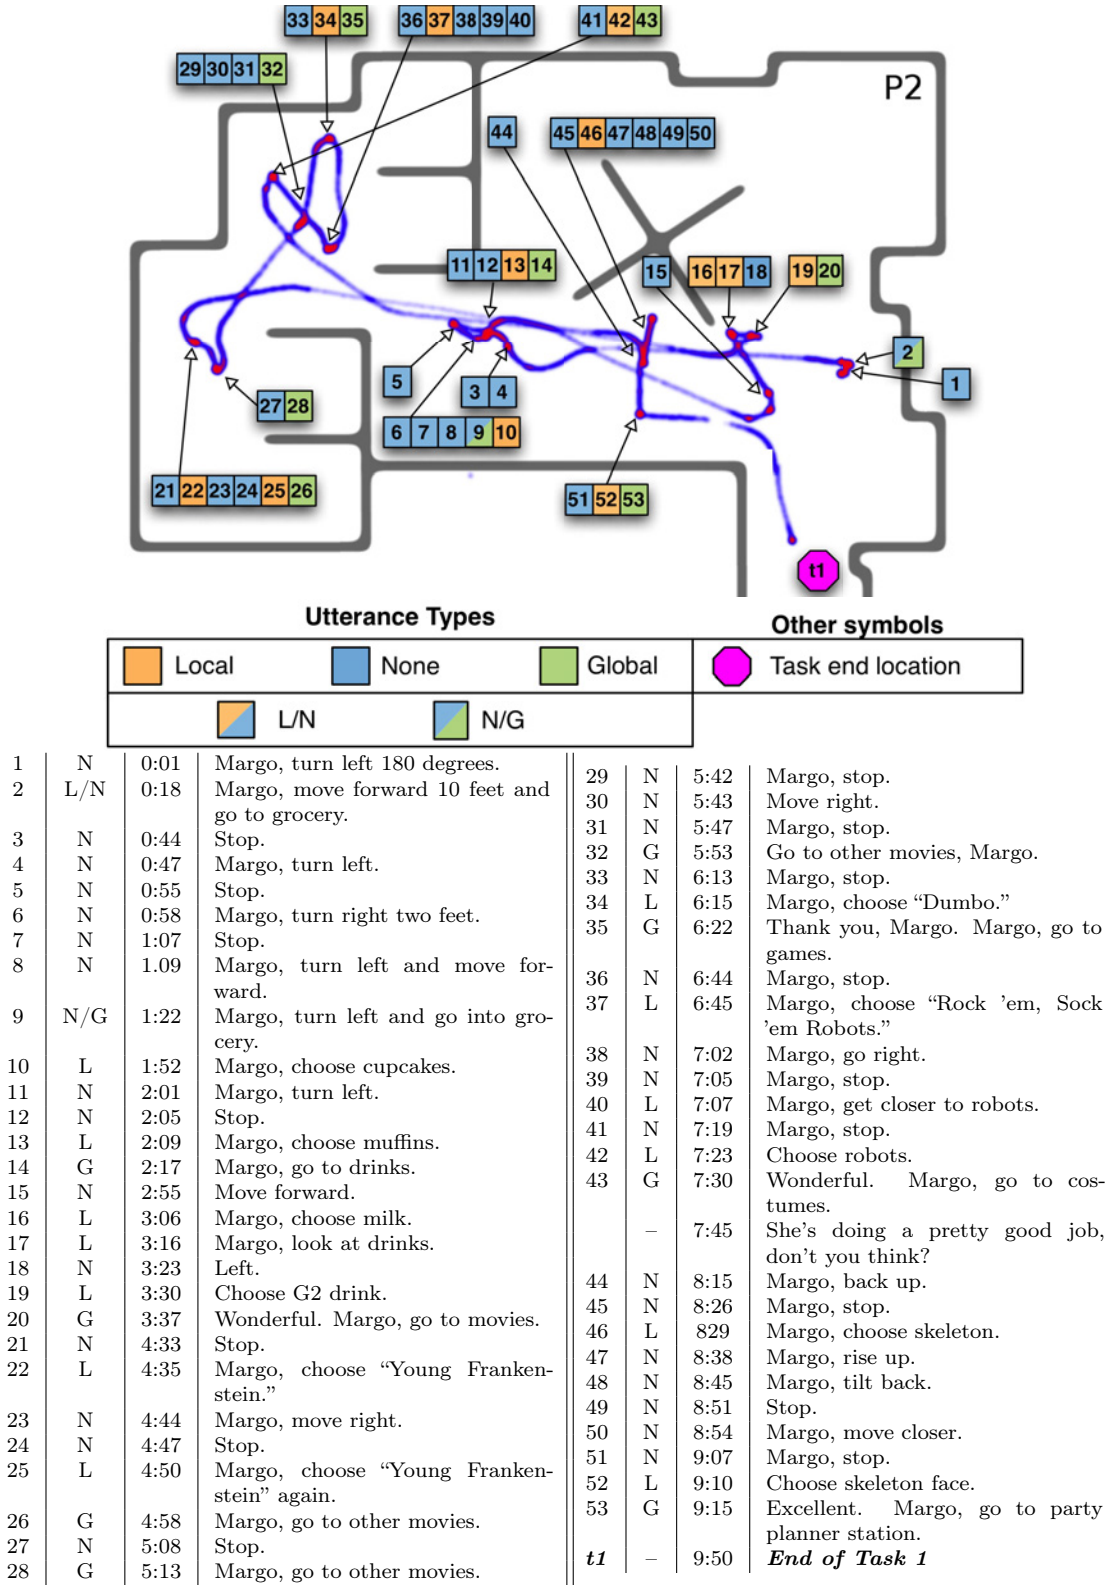 33 34 35
36 37 38 39 40
41 42 43
29 30 31 32
P2
44
45 46 47 48 49 50
11 12 13 14
15
16 17 18
19 20
2
1
5
3 4
6 7 8 9 10
27 28
21 22 23 24 25 26
51 52 53
t1
Utterance Types
Other symbols
Local None Global
Task end location
L/N N/G
1 N 0:01 Margo, turn left 180 degrees.
2 L/N 0:18 Margo, move forward 10 feet and
go to grocery.
3 N 0:44 Stop.
4 N 0:47 Margo, turn left.
5 N 0:55 Stop.
6 N 0:58 Margo, turn right two feet.
7 N 1:07 Stop.
8 N 1.09 Margo, turn left and move for-
ward.
9 N/G 1:22 Margo, turn left and go into gro-
cery.
10 L 1:52 Margo, choose cupcakes.
11 N 2:01 Margo, turn left.
12 N 2:05 Stop.
13 L 2:09 Margo, choose muffins.
14 G 2:17 Margo, go to drinks.
15 N 2:55 Move forward.
16 L 3:06 Margo, choose milk.
17 L 3:16 Margo, look at drinks.
18 N 3:23 Left.
19 L 3:30 Choose G2 drink.
20 G 3:37 Wonderful. Margo, go to movies.
21 N 4:33 Stop.
22 L 4:35 Margo, choose “Young Franken-
stein.”
23 N 4:44 Margo, move right.
24 N 4:47 Stop.
25 L 4:50 Margo, choose “Young Franken-
stein” again.
26 G 4:58 Margo, go to other movies.
27 N 5:08 Stop.
28 G 5:13 Margo, go to other movies.
29 N 5:42 Margo, stop.
30 N 5:43 Move right.
31 N 5:47 Margo, stop.
32 G 5:53 Go to other movies, Margo.
33 N 6:13 Margo, stop.
34 L 6:15 Margo, choose “Dumbo.”
35 G 6:22 Thank you, Margo. Margo, go to
games.
36 N 6:44 Margo, stop.
37 L 6:45 Margo, choose “Rock ’em, Sock
’em Robots.”
38 N 7:02 Margo, go right.
39 N 7:05 Margo, stop.
40 L 7:07 Margo, get closer to robots.
41 N 7:19 Margo, stop.
42 L 7:23 Choose robots.
43 G 7:30 Wonderful. Margo, go to cos-
tumes.
– 7:45 She’s doing a pretty good job,
don’t you think?
44 N 8:15 Margo, back up.
45 N 8:26 Margo, stop.
46 L 829 Margo, choose skeleton.
47 N 8:38 Margo, rise up.
48 N 8:45 Margo, tilt back.
49 N 8:51 Stop.
50 N 8:54 Margo, move closer.
51 N 9:07 Margo, stop.
52 L 9:10 Choose skeleton face.
53 G 9:15 Excellent. Margo, go to party
planner station.
t1 – 9:50 End of Task 1